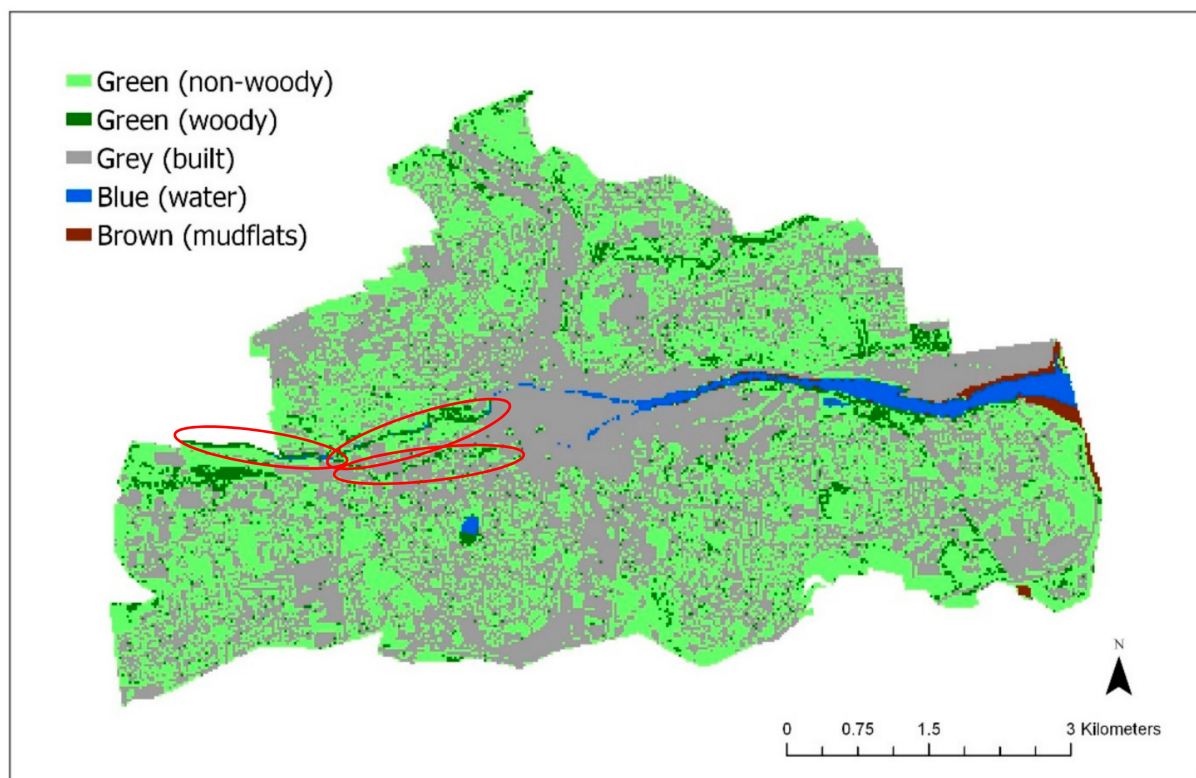 Green (non-woody)
Green (woody)
Grey (built)
Blue (water)
Brown (mudflats)
N
0 0.75 1.5 3 Kilometers